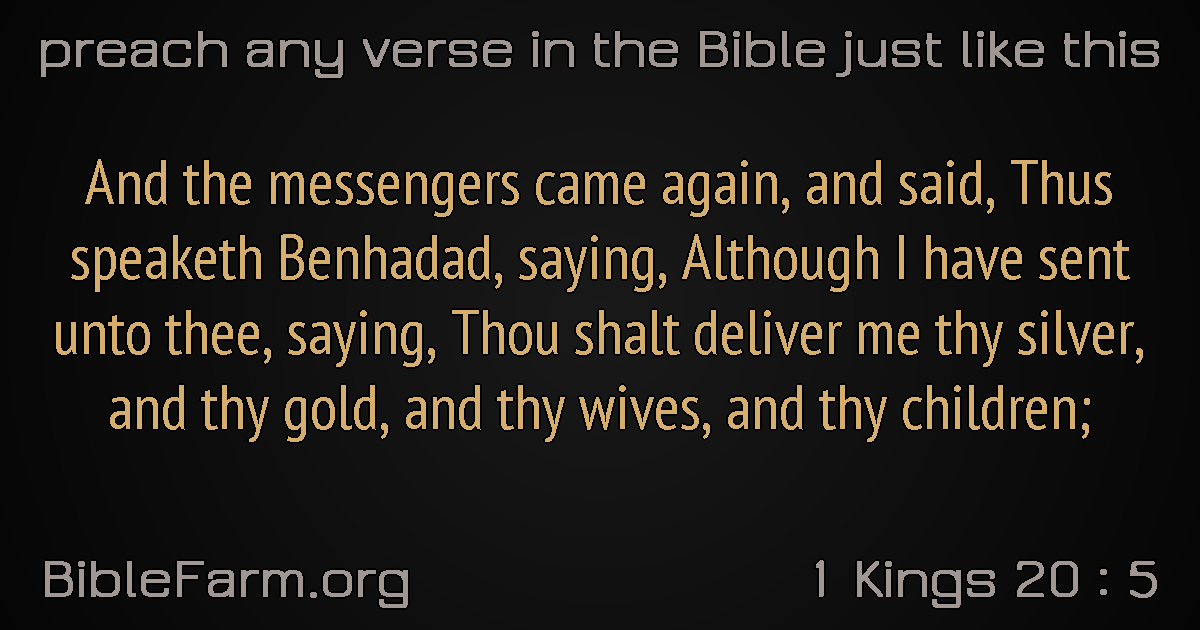 preach any verse in the Bible just like this
And the messengers came again, and said, Thus
speaketh Benhadad, saying, Although I have sent
unto thee, saying, Thou shalt deliver me thy silver,
and thy gold, and thy wives, and thy children;
BibleFarm.org
1 Kings 20 : 5